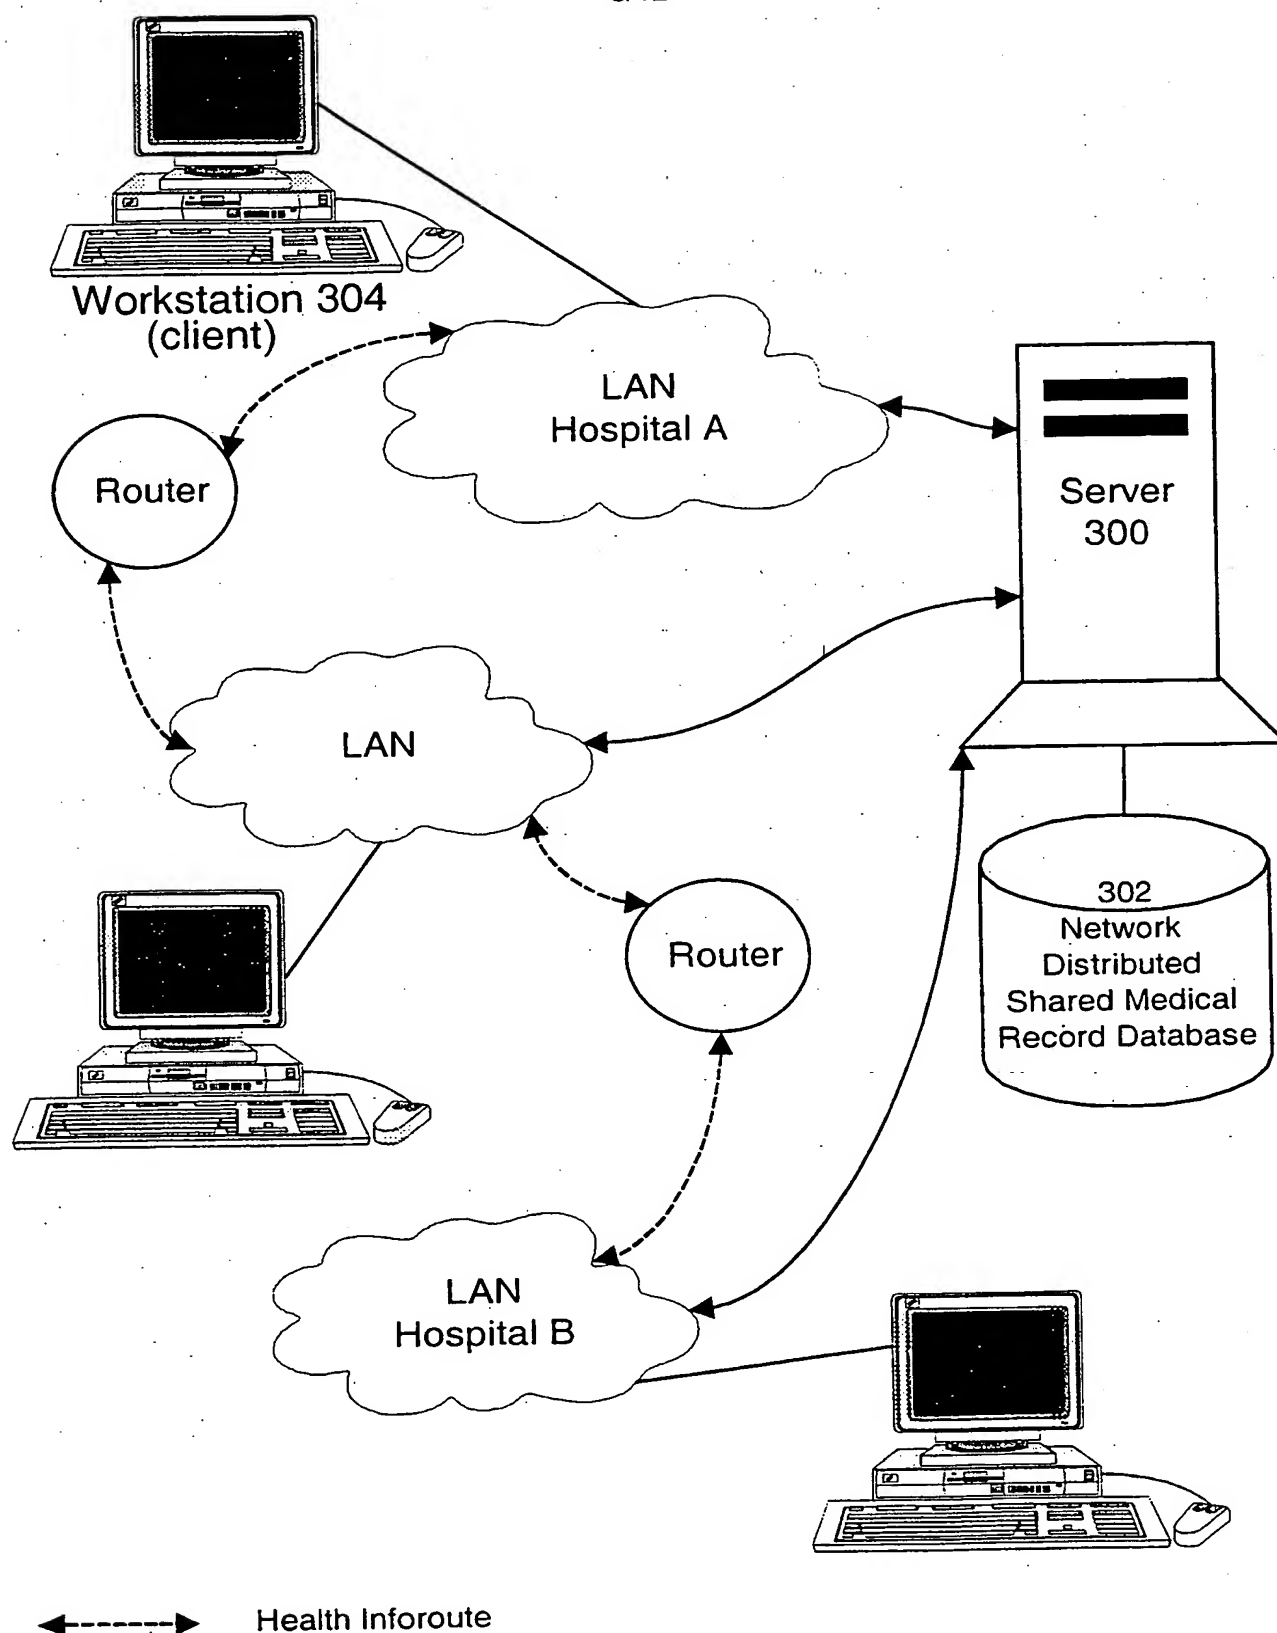 Workstation 304
(client)
LAN
Hospital A
Router
Server
300
LAN
302
Network
Distributed
Shared Medical
Record Database
Router
LAN
Hospital B
Health Inforoute